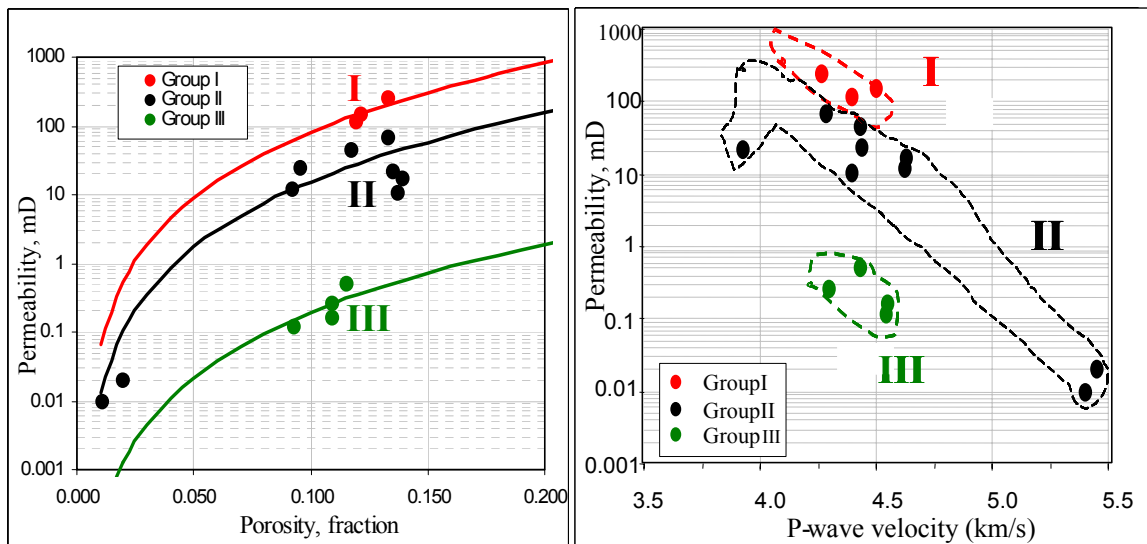 1000
100
10
1
0.1
0.01
0.001
Permeability, mD
Group I
Group II
Group III
I
II
III
0.000
0.050
0.100
0.150
0.200
Porosity, fraction
1000
100
10
1
0.1
0.01
0.001
Permeability, mD
I
II
III
GroupI
GroupII
GroupIII
3.5
4.0
4.5
5.0
5.5
P-wave velocity (km/s)